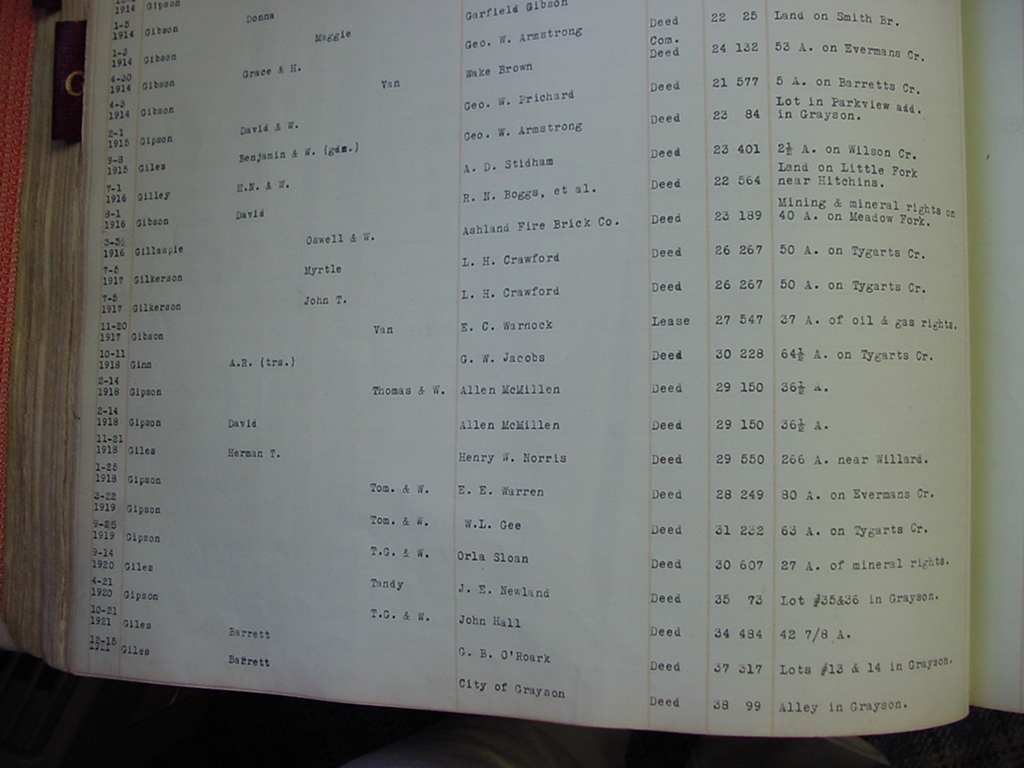 1914 Gipson
1-5
1914 Gibson Donna
1-3
1914 Gibson Maggie Garfield Gibson
4-20
1914 Gibson Grace & H. Geo. W. Armstrong Deed 22 25 Land on Smith Br.
4-3
1914 Gibson Van Wake Brown Com.
Deed 24 132 53 A. on Evermans Cr.
2-1
1915 Gipson David & W. Geo. W. Prichard Deed 21 577 5 A. on Barretts Cr.
9-8
1915 Giles Benjamin & W. (gdn.) Geo. W. Armstrong Deed 23 84 Lot in Parkview add.
in Grayson.
7-1
1916 Gilley H.N. & W. A. D. Stidham Deed 23 401 2½ A. on Wilson Cr.
8-1
1916 Gibson David R. N. Boggs, et al. Deed 22 564 Land on Little Fork
near Hitchins.
1916 Gillaspie Oswell & W. Ashland Fire Brick Co. Deed 23 189 Mining & mineral rights on
40 A. on Meadow Fork.
7-5
1917 Gilkerson Myrtle L. H. Crawford Deed 26 267 50 A. on Tygarts Cr.
7-5
1917 Gilkerson John T. L. H. Crawford Deed 26 267 50 A. on Tygarts Cr.
11-20
1917 Gibson Van E. C. Warnock Lease 27 547 37 A. of oil & gas rights.
10-11
1918 Ginn A.R. (trs.) G. W. Jacobs Deed 30 228 64½ A. on Tygarts Cr.
2-14
1918 Gipson Thomas & W. Allen McMillen Deed 29 150 36½ A.
2-14
1918 Gipson David Allen McMillen Deed 29 150 36½ A.
11-21
1918 Giles Herman T. Henry W. Norris Deed 29 550 266 A. near Willard.
1-25
1918 Gipson Tom. & W. E. E. Warren Deed 28 249 80 A. on Evermans Cr.
3-22
1919 Gipson Tom. & W. W.L. Gee Deed 31 232 63 A. on Tygarts Cr.
9-25
1919 Gipson T.G. & W. Orla Sloan Deed 30 607 27 A. of mineral rights.
9-14
1920 Giles Tandy J. E. Newland Deed 35 73 Lot #35&36 in Grayson.
4-21
1920 Gipson T.G. & W. John Hall Deed 34 484 42 7/8 A.
10-21
1921 Giles Barrett G. B. O'Roark Deed 37 317 Lots #13 & 14 in Grayson.
12-15
1921 Giles Barrett City of Grayson Deed 38 99 Alley in Grayson.